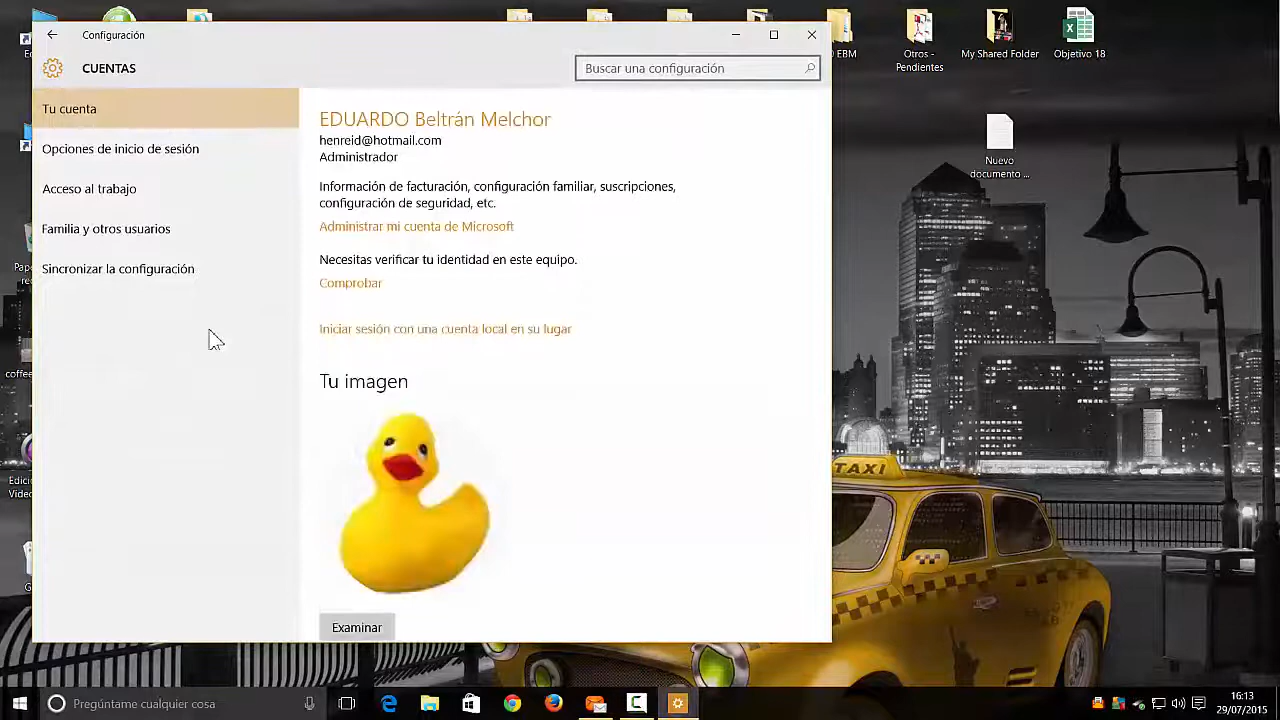 Configuración
CUENTAS
Buscar una configuración
Tu cuenta
Opciones de inicio de sesión
Acceso al trabajo
Familia y otros usuarios
Sincronizar la configuración
EDUARDO Beltrán Melchor
henreid@hotmail.com
Administrador
Información de facturación, configuración familiar, suscripciones,
configuración de seguridad, etc.
Administrar mi cuenta de Microsoft
Necesitas verificar tu identidad en este equipo.
Comprobar
Iniciar sesión con una cuenta local en su lugar
Tu imagen
Examinar
EBM
Otros -
Pendientes
My Shared Folder
Objetivo 18
Nuevo
documento ...
coffee
TAXI
Pregúntame cualquier cosa
16:13
29/07/2015